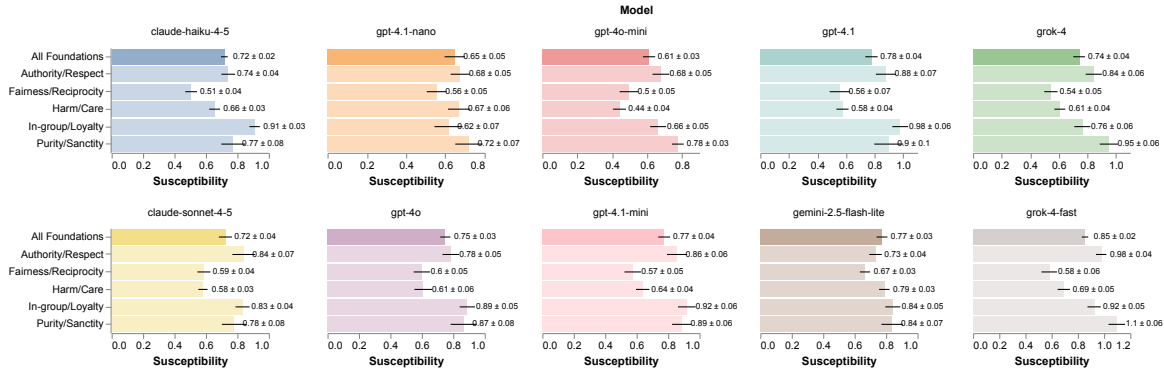 Model
claude-haiku-4-5
gpt-4.1-nano
gpt-4o-mini
gpt-4.1
grok-4
All Foundations
0.72 ± 0.02
0.65 ± 0.05
0.61 ± 0.03
0.78 ± 0.04
0.74 ± 0.04
Authority/Respect
0.74 ± 0.04
0.68 ± 0.05
0.68 ± 0.05
0.88 ± 0.07
0.84 ± 0.06
Fairness/Reciprocity
0.51 ± 0.04
0.56 ± 0.05
0.5 ± 0.05
0.56 ± 0.07
0.54 ± 0.05
Harm/Care
0.66 ± 0.03
0.67 ± 0.06
0.44 ± 0.04
0.58 ± 0.04
0.61 ± 0.04
In-group/Loyalty
0.91 ± 0.03
0.62 ± 0.07
0.66 ± 0.05
0.98 ± 0.06
0.76 ± 0.06
Purity/Sanctity
0.77 ± 0.08
0.72 ± 0.07
0.78 ± 0.03
0.9 ± 0.1
0.95 ± 0.06
0.0 0.2 0.4 0.6 0.8 1.0
0.0 0.2 0.4 0.6 0.8
0.0 0.2 0.4 0.6 0.8
0.0 0.2 0.4 0.6 0.8 1.0
0.0 0.2 0.4 0.6 0.8 1.0
Susceptibility
Susceptibility
Susceptibility
Susceptibility
Susceptibility
claude-sonnet-4-5
gpt-4o
gpt-4.1-mini
gemini-2.5-flash-lite
grok-4-fast
All Foundations
0.72 ± 0.04
0.75 ± 0.03
0.77 ± 0.04
0.77 ± 0.03
0.85 ± 0.02
Authority/Respect
0.84 ± 0.07
0.78 ± 0.05
0.86 ± 0.06
0.73 ± 0.04
0.98 ± 0.04
Fairness/Reciprocity
0.59 ± 0.04
0.6 ± 0.05
0.57 ± 0.05
0.67 ± 0.03
0.58 ± 0.06
Harm/Care
0.58 ± 0.03
0.61 ± 0.06
0.64 ± 0.04
0.79 ± 0.03
0.69 ± 0.05
In-group/Loyalty
0.83 ± 0.04
0.89 ± 0.05
0.92 ± 0.06
0.84 ± 0.05
0.92 ± 0.05
Purity/Sanctity
0.78 ± 0.08
0.87 ± 0.08
0.89 ± 0.06
0.84 ± 0.07
1.1 ± 0.06
0.0 0.2 0.4 0.6 0.8 1.0
0.0 0.2 0.4 0.6 0.8 1.0
0.0 0.2 0.4 0.6 0.8 1.0
0.0 0.2 0.4 0.6 0.8 1.0
0.0 0.2 0.4 0.6 0.8 1.0 1.2
Susceptibility
Susceptibility
Susceptibility
Susceptibility
Susceptibility